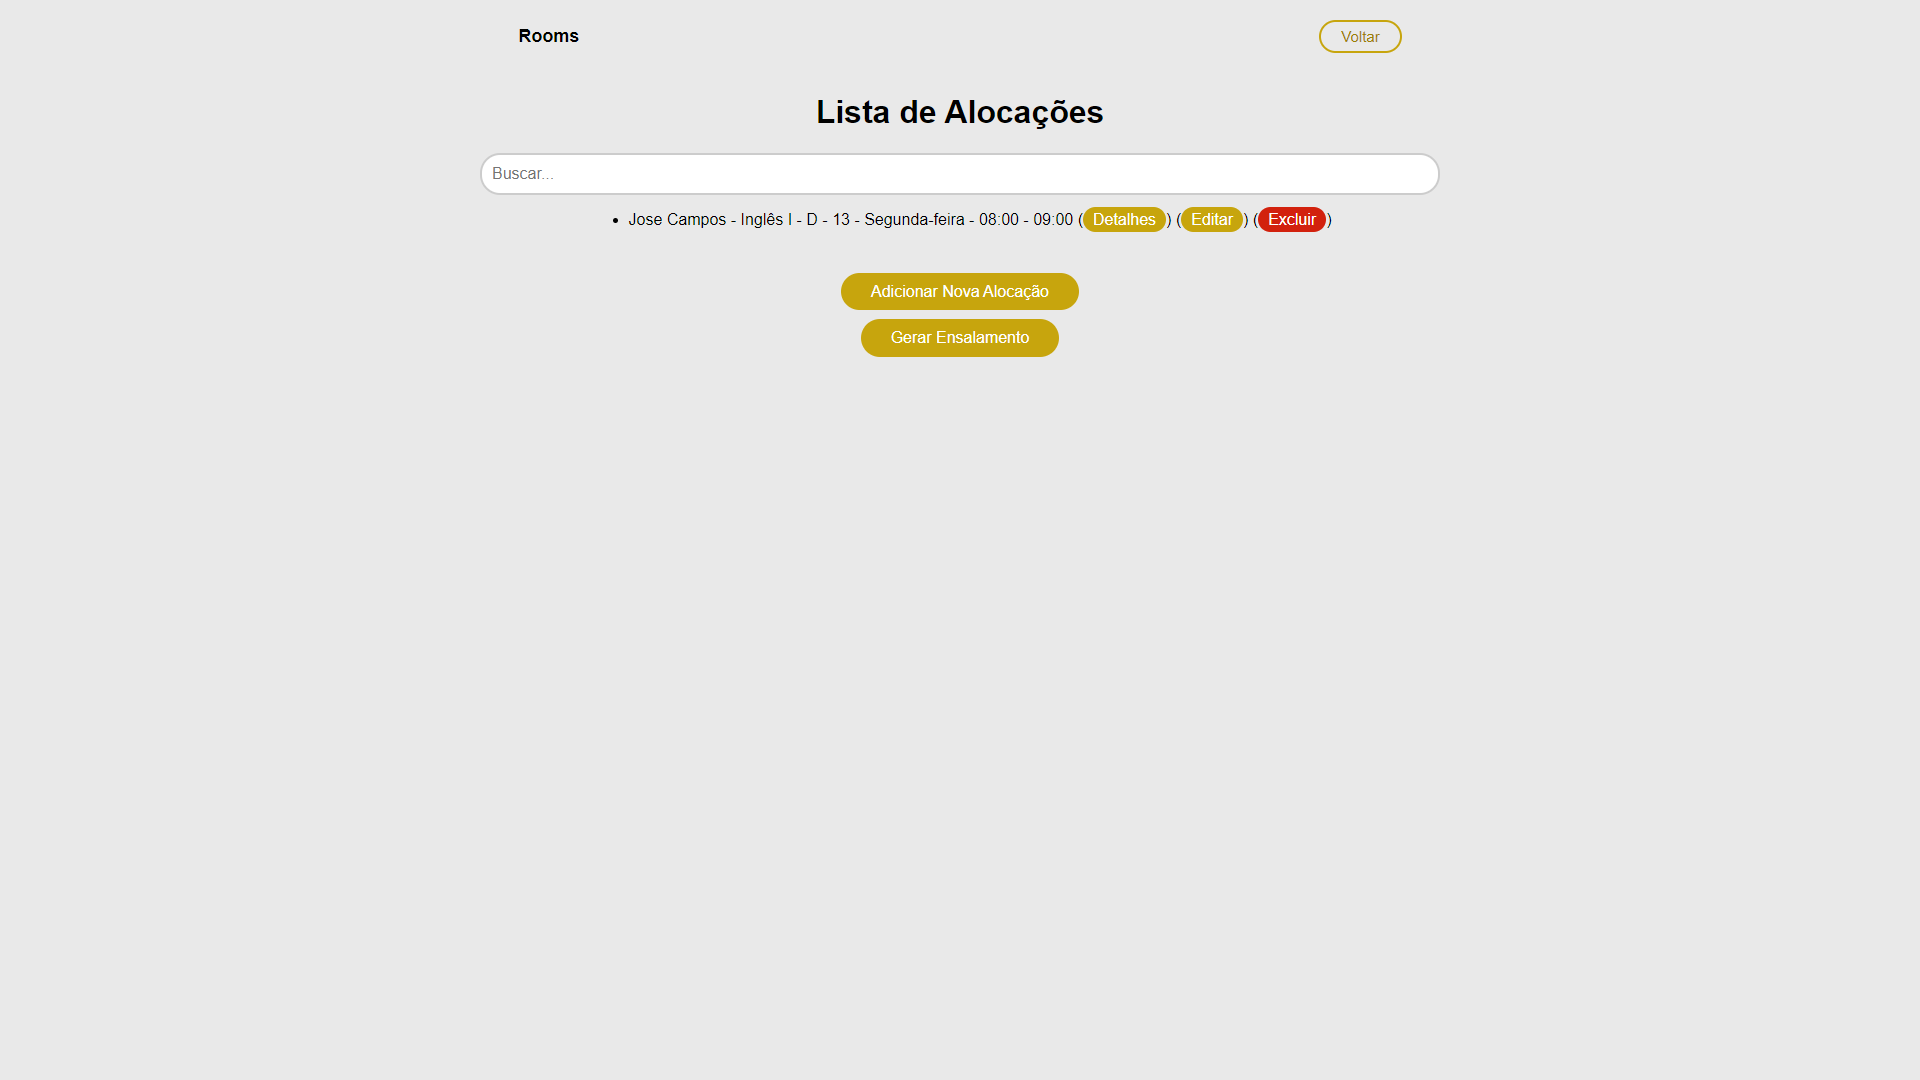 Rooms
Voltar
Lista de Alocações
Buscar...
Jose Campos - Inglês I - D - 13 - Segunda-feira - 08:00 - 09:00 (Detalhes) (Editar) (Excluir)
Adicionar Nova Alocação
Gerar Ensalamento